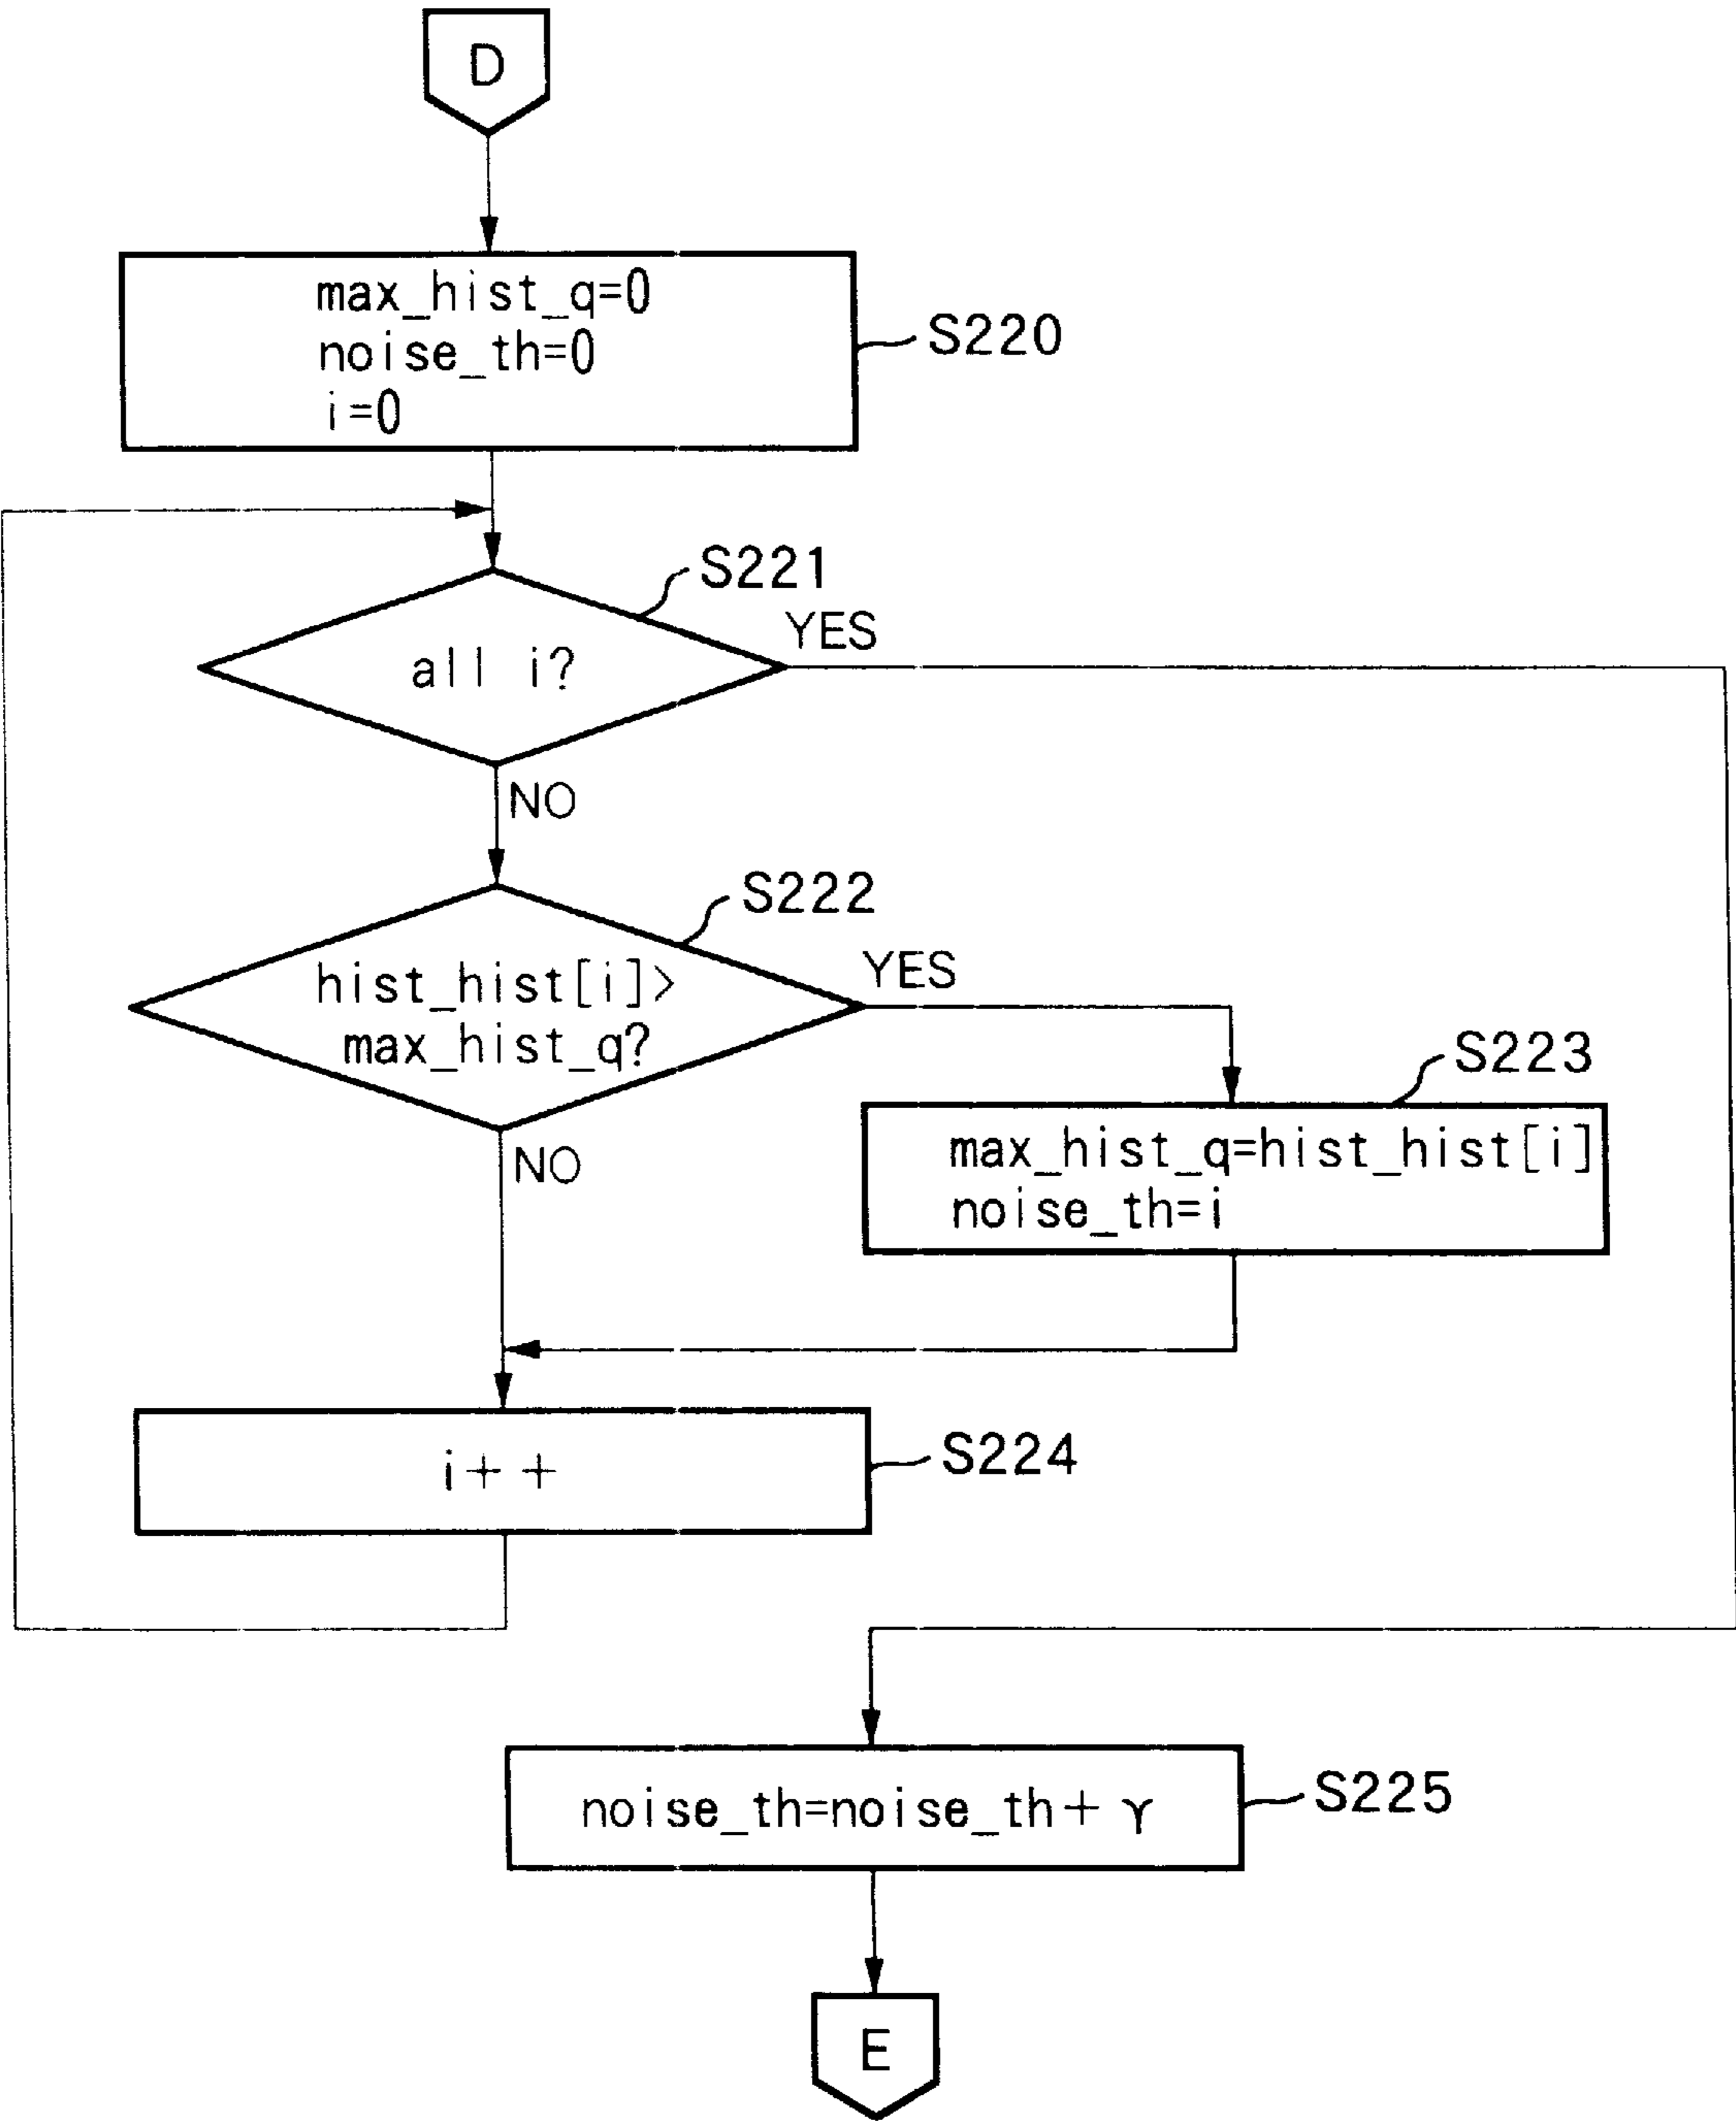 D
max_hist_q=0
noise_th=0
i=0
S220
S221
YES
all i?
NO
S222
YES
hist_hist[i]>
max_hist_q?
S223
max_hist_q=hist_hist[i]
noise_th=i
NO
i++
S224
noise_th=noise_th+γ
S225
E